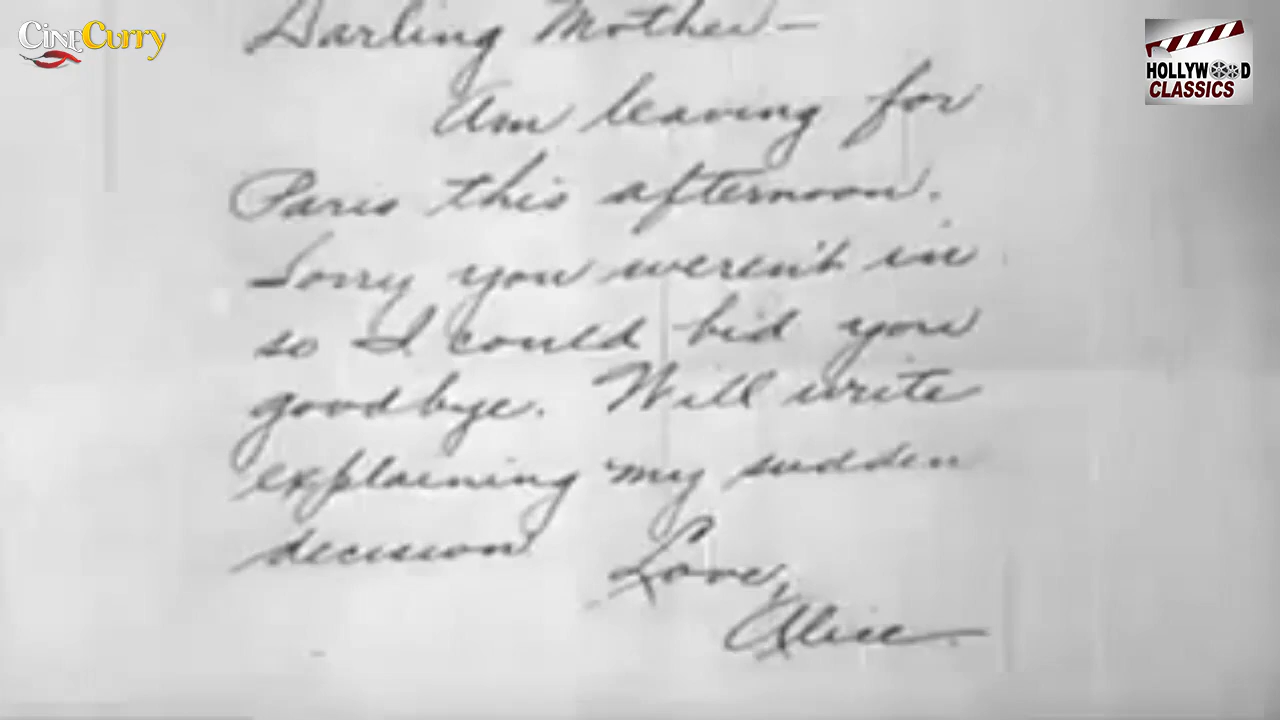 CineCurry
HOLLYWOOD
CLASSICS
Darling Mother—
Am leaving for
Paris this afternoon.
Sorry you weren't in
so I could bid you
goodbye. Will write
explaining my sudden
decision.
Love,
Alice